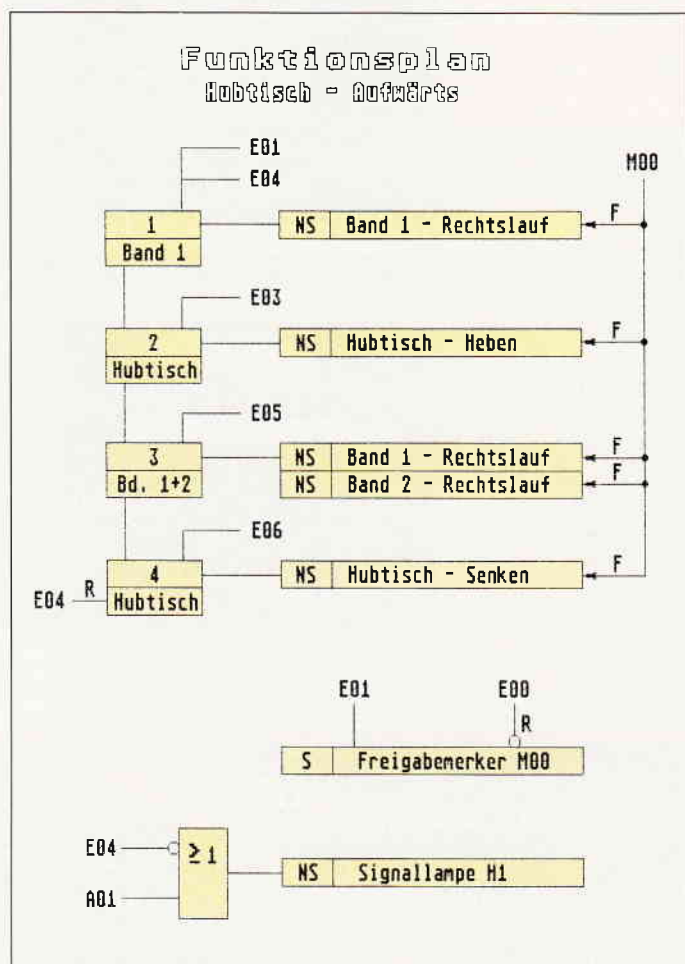 Funktionsplan
Hubtisch - Aufwärts
E01
E04
M00
1
NS Band 1 - Rechtslauf F
Band 1
E03
2
NS Hubtisch - Heben F
Hubtisch
E05
3
NS Band 1 - Rechtslauf F
Bd. 1+2
NS Band 2 - Rechtslauf F
E06
4
NS Hubtisch - Senken F
E04 R Hubtisch
E01 E00
R
S Freigabemerker M00
E04
≥1
NS Signallampe H1
A01